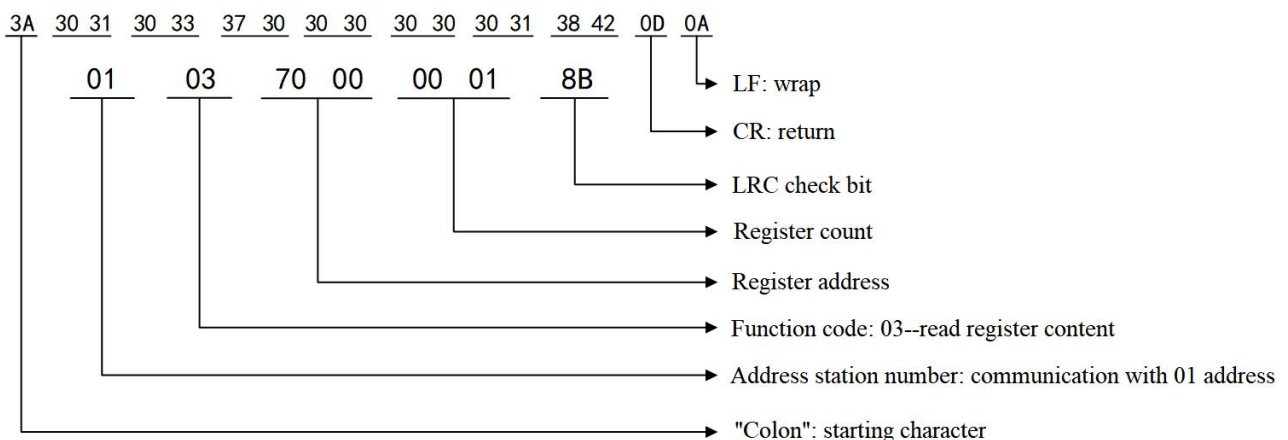 3A 30 31 30 33 37 30 30 30 30 30 30 31 38 42 0D 0A
01 03 70 00 00 01 8B
LF: wrap
CR: return
LRC check bit
Register count
Register address
Function code: 03--read register content
Address station number: communication with 01 address
"Colon": starting character